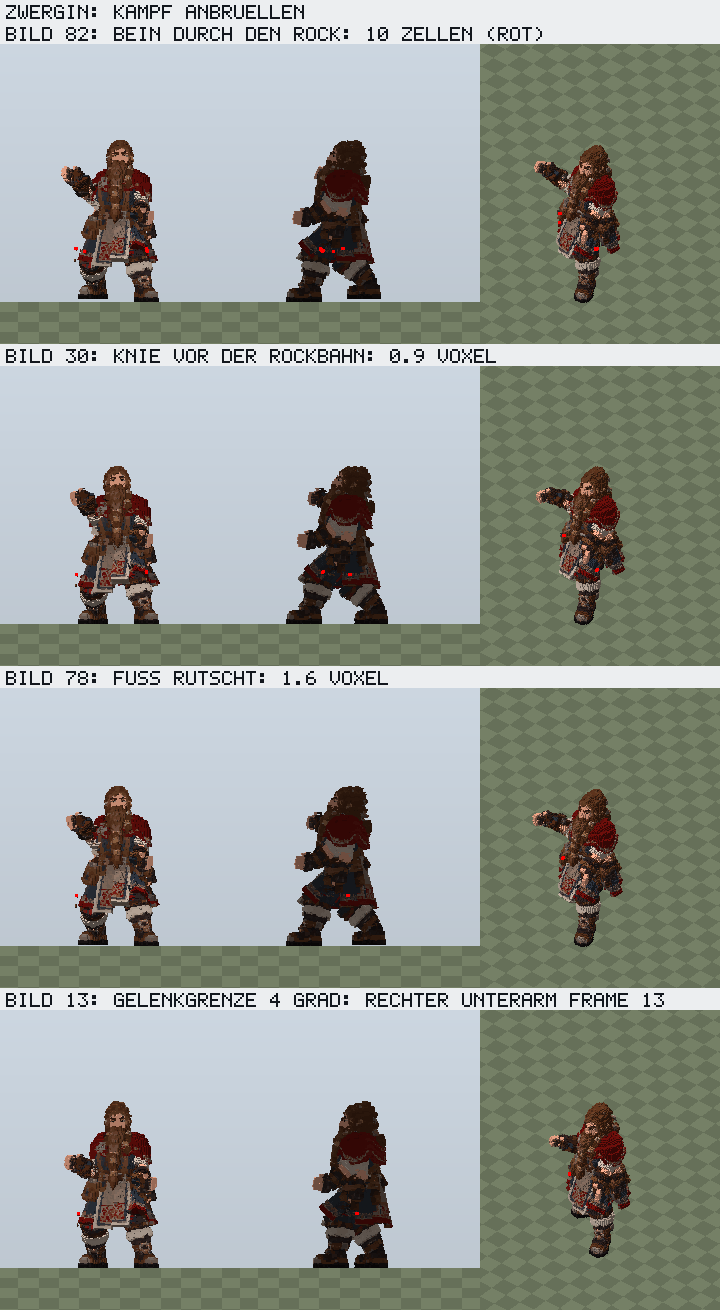 ZWERGIN: KAMPF ANBRUELLEN
BILD 82: BEIN DURCH DEN ROCK: 10 ZELLEN (ROT)
BILD 30: KNIE VOR DER ROCKBAHN: 0.9 VOXEL
BILD 78: FUSS RUTSCHT: 1.6 VOXEL
BILD 13: GELENKGRENZE 4 GRAD: RECHTER UNTERARM FRAME 13